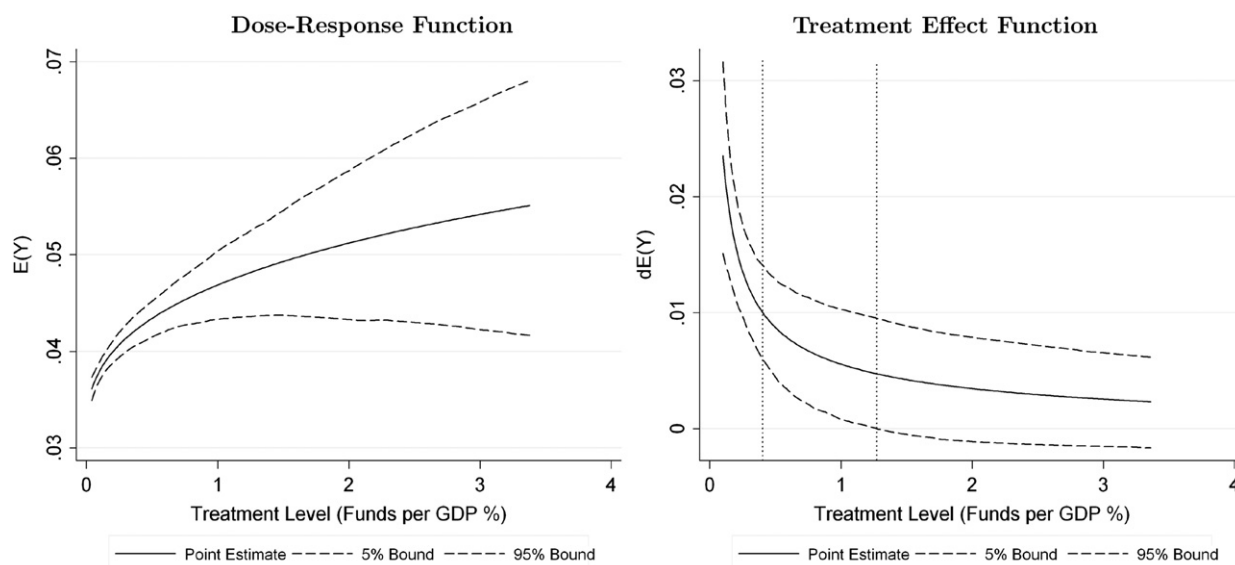 Dose-Response Function
.07
.06
.05
.04
.03
E(Y)
0 1 2 3 4
Treatment Level (Funds per GDP %)
Point Estimate 5% Bound 95% Bound
Treatment Effect Function
.03
.02
.01
0
dE(Y)
0 1 2 3 4
Treatment Level (Funds per GDP %)
Point Estimate 5% Bound 95% Bound